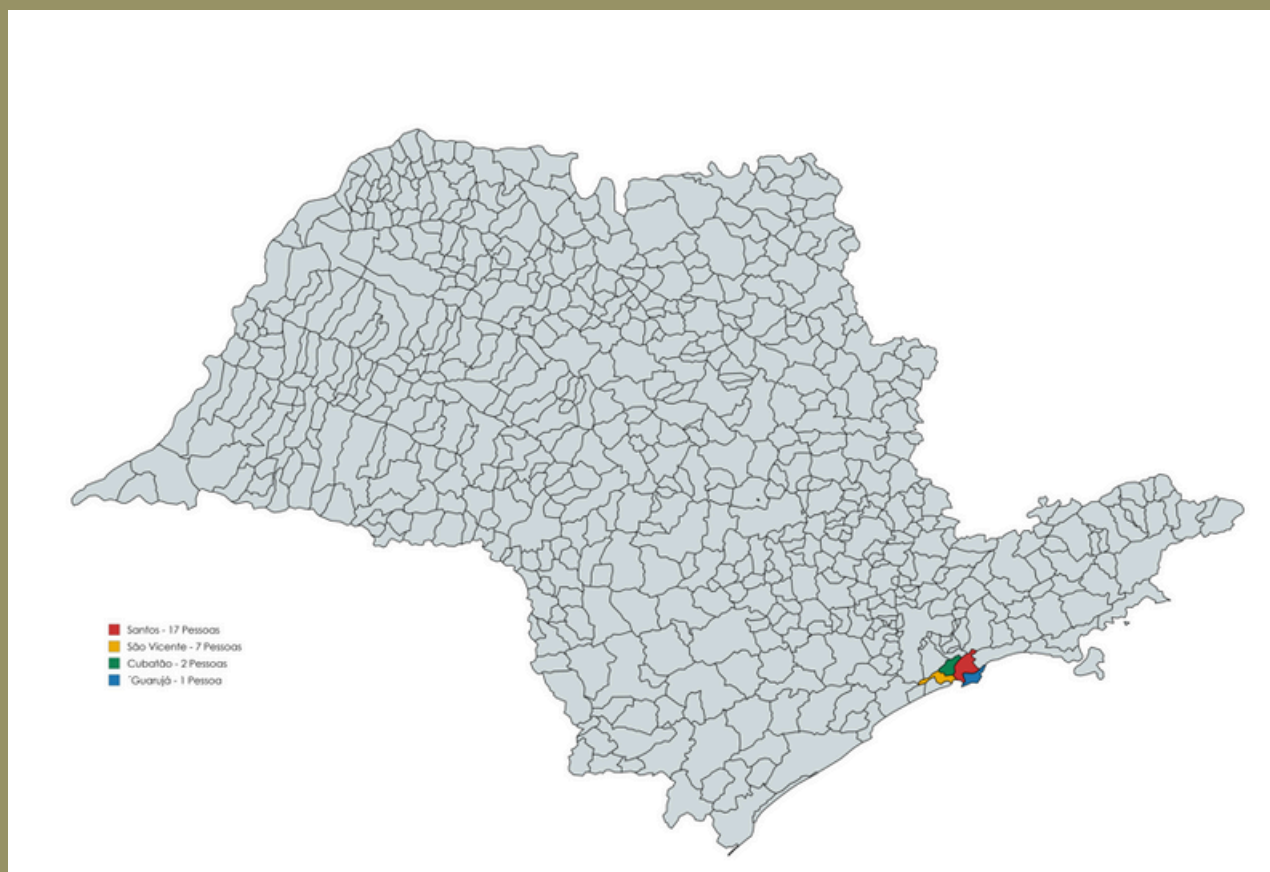 Santos - 17 Pessoas
São Vicente - 7 Pessoas
Cubatão - 2 Pessoas
´Guarujá - 1 Pessoa